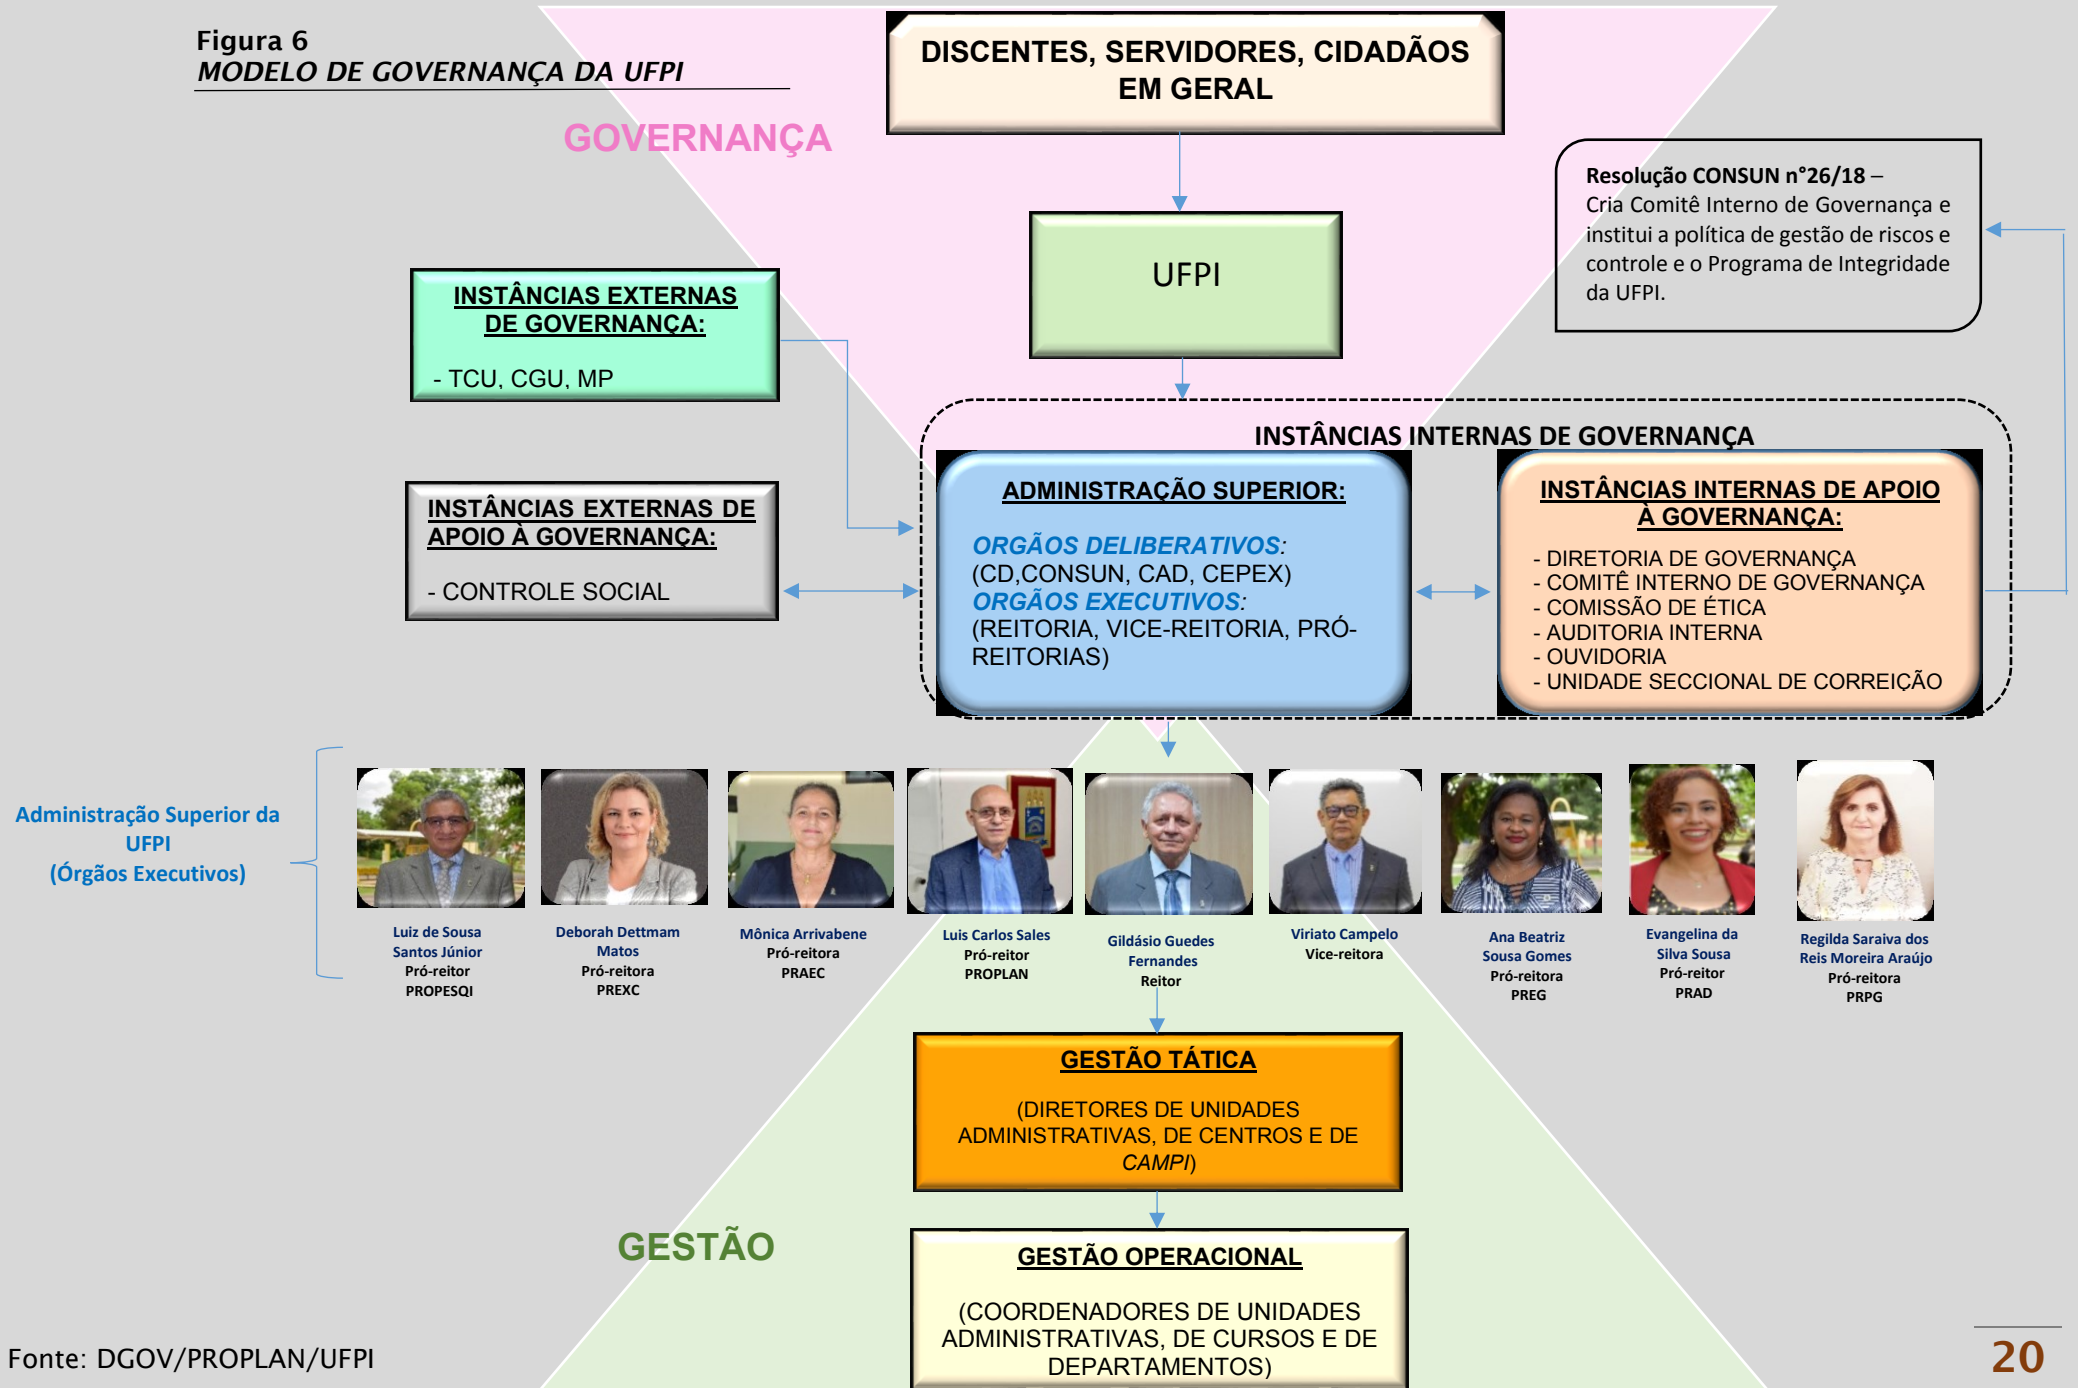 Figura 6
MODELO DE GOVERNANÇA DA UFPI
DISCENTES, SERVIDORES, CIDADÃOS
EM GERAL
GOVERNANÇA
Resolução CONSUN n°26/18 –
Cria Comitê Interno de Governança e
institui a política de gestão de riscos e
controle e o Programa de Integridade
da UFPI.
UFPI
INSTÂNCIAS EXTERNAS
DE GOVERNANÇA:
- TCU, CGU, MP
INSTÂNCIAS INTERNAS DE GOVERNANÇA
INSTÂNCIAS EXTERNAS DE
APOIO À GOVERNANÇA:
- CONTROLE SOCIAL
ADMINISTRAÇÃO SUPERIOR:
ORGÃOS DELIBERATIVOS:
(CD,CONSUN, CAD, CEPEX)
ORGÃOS EXECUTIVOS:
(REITORIA, VICE-REITORIA, PRÓ-
REITORIAS)
INSTÂNCIAS INTERNAS DE APOIO
À GOVERNANÇA:
- DIRETORIA DE GOVERNANÇA
- COMITÊ INTERNO DE GOVERNANÇA
- COMISSÃO DE ÉTICA
- AUDITORIA INTERNA
- OUVIDORIA
- UNIDADE SECCIONAL DE CORREIÇÃO
Administração Superior da
UFPI
(Órgãos Executivos)
Luiz de Sousa
Santos Júnior
Pró-reitor
PROPESQI
Deborah Dettmam
Matos
Pró-reitora
PREXC
Mônica Arrivabene
Pró-reitora
PRAEC
Luis Carlos Sales
Pró-reitor
PROPLAN
Gildásio Guedes
Fernandes
Reitor
Viriato Campelo
Vice-reitora
Ana Beatriz
Sousa Gomes
Pró-reitora
PREG
Evangelina da
Silva Sousa
Pró-reitor
PRAD
Regilda Saraiva dos
Reis Moreira Araújo
Pró-reitora
PRPG
GESTÃO TÁTICA
(DIRETORES DE UNIDADES
ADMINISTRATIVAS, DE CENTROS E DE
CAMPI)
GESTÃO
GESTÃO OPERACIONAL
(COORDENADORES DE UNIDADES
ADMINISTRATIVAS, DE CURSOS E DE
DEPARTAMENTOS)
Fonte: DGOV/PROPLAN/UFPI
20